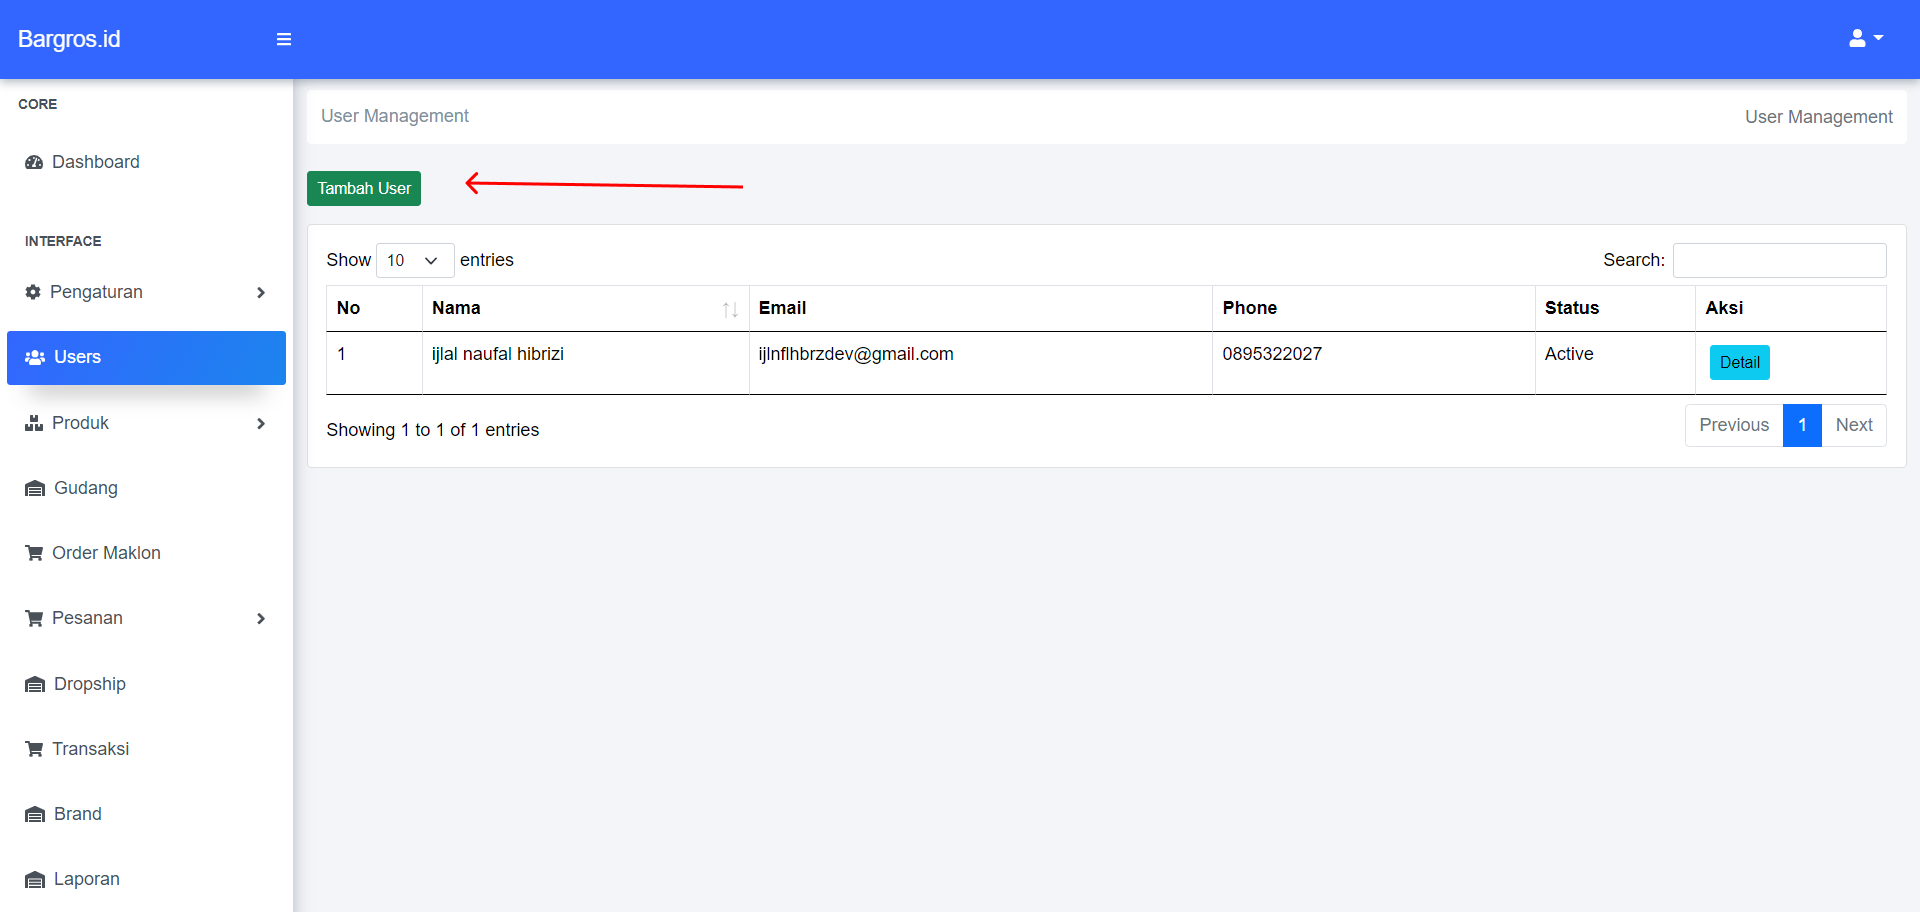 Bargros.id
CORE
Dashboard
INTERFACE
Pengaturan
Users
Produk
Gudang
Order Maklon
Pesanan
Dropship
Transaksi
Brand
Laporan
User Management
User Management
Tambah User
Show 10 entries
Search:
No Nama Email Phone Status Aksi
1 ijlal naufal hibrizi ijlnflhbrzdev@gmail.com 0895322027 Active Detail
Showing 1 to 1 of 1 entries
Previous 1 Next